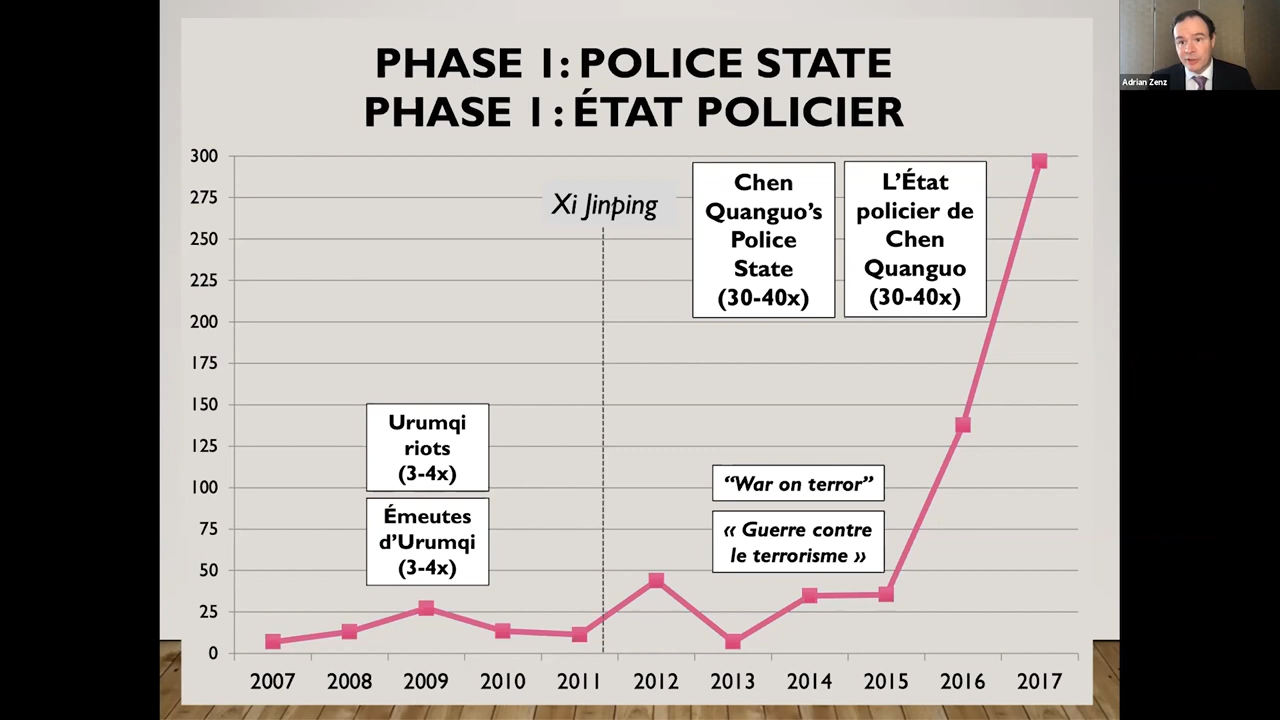 PHASE 1: POLICE STATE
PHASE 1: ÉTAT POLICIER
Adrian Zenz
300
275
250
225
200
175
150
125
100
75
50
25
0
Xi Jinping
Chen
Quanguo’s
Police
State
(30-40x)
L’État
policier de
Chen
Quanguo
(30-40x)
Urumqi
riots
(3-4x)
Émeutes
d’Urumqi
(3-4x)
“War on terror”
« Guerre contre
le terrorisme »
2007 2008 2009 2010 2011 2012 2013 2014 2015 2016 2017